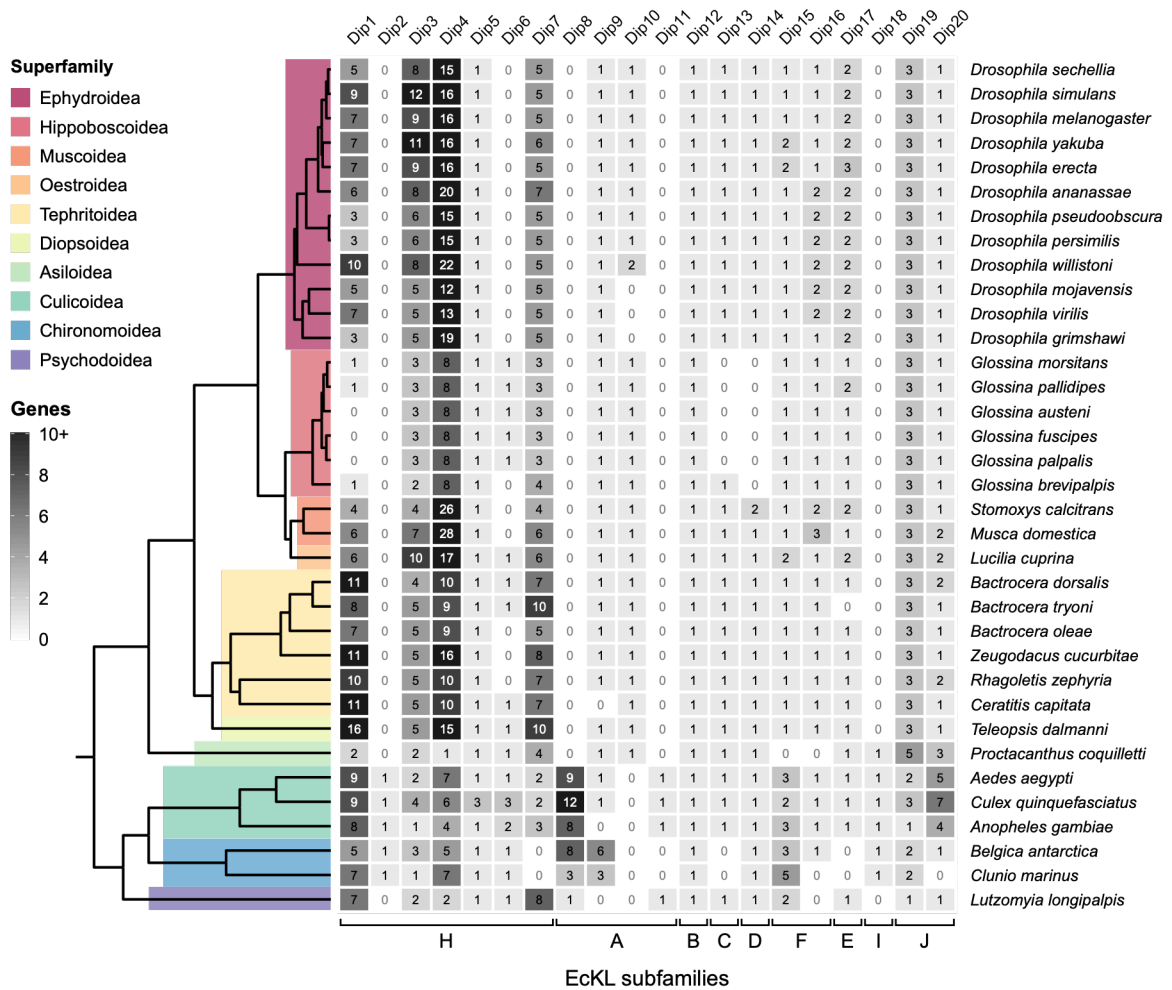 Dip1 Dip2 Dip3 Dip4 Dip5 Dip6 Dip7 Dip8 Dip9 Dip10 Dip11 Dip12 Dip13 Dip14 Dip15 Dip16 Dip17 Dip18 Dip19 Dip20
Superfamily
Ephydroidea
Hippoboscoidea
Muscoidea
Oestroidea
Tephritoidea
Diopsoidea
Asiloidea
Culicoidea
Chironomoidea
Psychodoidea
Genes
10+
8
6
4
2
0
5 0 8 15 1 0 5 0 1 1 0 1 1 1 1 1 2 0 3 1 Drosophila sechellia
9 0 12 16 1 0 5 0 1 1 0 1 1 1 1 1 2 0 3 1 Drosophila simulans
7 0 9 16 1 0 5 0 1 1 0 1 1 1 1 1 2 0 3 1 Drosophila melanogaster
7 0 11 16 1 0 6 0 1 1 0 1 1 1 2 1 2 0 3 1 Drosophila yakuba
7 0 9 16 1 0 5 0 1 1 0 1 1 1 2 1 3 0 3 1 Drosophila erecta
6 0 8 20 1 0 7 0 1 1 0 1 1 1 1 2 2 0 3 1 Drosophila ananassae
3 0 6 15 1 0 5 0 1 1 0 1 1 1 1 2 2 0 3 1 Drosophila pseudoobscura
3 0 6 15 1 0 5 0 1 1 0 1 1 1 1 2 2 0 3 1 Drosophila persimilis
10 0 8 22 1 0 5 0 1 2 0 1 1 1 1 2 2 0 3 1 Drosophila willistoni
5 0 5 12 1 0 5 0 1 0 0 1 1 1 1 2 2 0 3 1 Drosophila mojavensis
7 0 5 13 1 0 5 0 1 0 0 1 1 1 1 2 2 0 3 1 Drosophila virilis
3 0 5 19 1 0 5 0 1 0 0 1 1 1 1 1 2 0 3 1 Drosophila grimshawi
1 0 3 8 1 1 3 0 1 1 0 1 0 0 1 1 1 0 3 1 Glossina morsitans
1 0 3 8 1 1 3 0 1 1 0 1 0 0 1 1 2 0 3 1 Glossina pallidipes
0 0 3 8 1 1 3 0 1 1 0 1 0 0 1 1 1 0 3 1 Glossina austeni
0 0 3 8 1 1 3 0 1 1 0 1 0 0 1 1 1 0 3 1 Glossina fuscipes
0 0 3 8 1 1 3 0 1 1 0 1 0 0 1 1 1 0 3 1 Glossina palpalis
1 0 2 8 1 0 4 0 1 1 0 1 1 0 1 1 1 0 3 1 Glossina brevipalpis
4 0 4 26 1 0 4 0 1 1 0 1 1 2 1 2 2 0 3 1 Stomoxys calcitrans
6 0 7 28 1 0 6 0 1 1 0 1 1 1 1 3 1 0 3 2 Musca domestica
6 0 10 17 1 1 6 0 1 1 0 1 1 1 2 1 2 0 3 2 Lucilia cuprina
11 0 4 10 1 1 7 0 1 1 0 1 1 1 1 1 1 0 3 2 Bactrocera dorsalis
8 0 5 9 1 1 10 0 1 1 0 1 1 1 1 1 0 0 3 1 Bactrocera tryoni
7 0 5 9 1 0 5 0 1 1 0 1 1 1 1 1 1 0 3 1 Bactrocera oleae
11 0 5 16 1 0 8 0 1 1 0 1 1 1 1 1 1 0 3 1 Zeugodacus cucurbitae
10 0 5 10 1 0 7 0 1 1 0 1 1 1 1 1 1 0 3 2 Rhagoletis zephyria
11 0 5 10 1 1 7 0 0 1 0 1 1 1 1 1 1 0 3 1 Ceratitis capitata
16 0 5 15 1 1 10 0 1 1 0 1 1 1 1 1 1 0 3 1 Teleopsis dalmanni
2 0 2 1 1 1 4 0 1 1 0 1 1 1 0 0 1 1 5 3 Proctacanthus coquilletti
9 1 2 7 1 1 2 9 1 0 1 1 1 1 3 1 1 1 2 5 Aedes aegypti
9 1 4 6 3 3 2 12 1 0 1 1 1 1 2 1 1 1 3 7 Culex quinquefasciatus
8 1 1 4 1 2 3 8 0 0 1 1 1 1 3 1 1 1 1 4 Anopheles gambiae
5 1 3 5 1 1 0 8 6 0 0 1 0 1 3 1 0 1 2 1 Belgica antarctica
7 1 1 7 1 1 0 3 3 0 0 1 0 1 5 0 0 1 2 0 Clunio marinus
7 0 2 2 1 1 8 1 0 0 1 1 1 1 2 0 1 0 1 1 Lutzomyia longipalpis
H A B C D F E I J
EcKL subfamilies